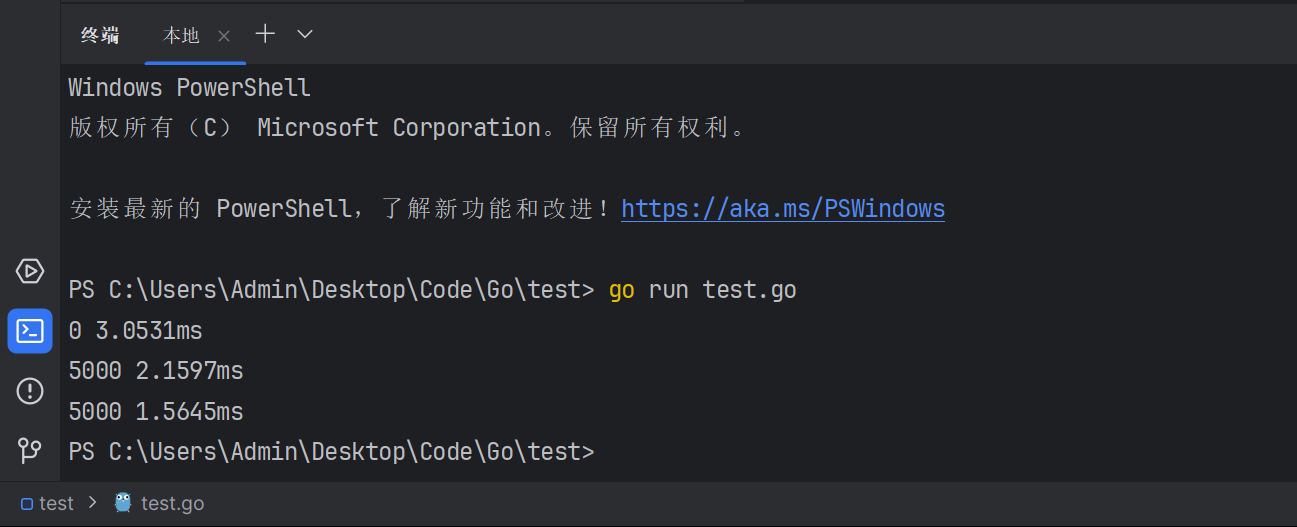 终端 本地
Windows PowerShell
版权所有（C） Microsoft Corporation。保留所有权利。
安装最新的 PowerShell，了解新功能和改进！https://aka.ms/PSWindows
PS C:\Users\Admin\Desktop\Code\Go\test> go run test.go
0 3.0531ms
5000 2.1597ms
5000 1.5645ms
PS C:\Users\Admin\Desktop\Code\Go\test>
test > test.go